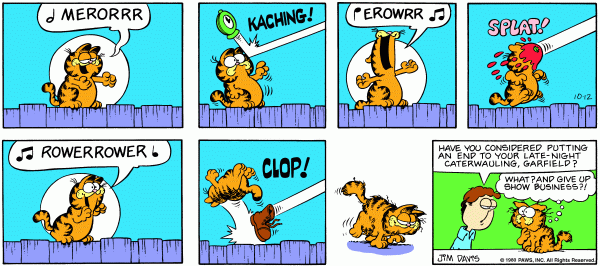 MERORRR
KACHING!
EROWRR
SPLAT!
10-12
ROWERROWER
CLOP!
HAVE YOU CONSIDERED PUTTING
AN END TO YOUR LATE-NIGHT
CATERWAULING, GARFIELD?
WHAT? AND GIVE UP
SHOW BUSINESS?!
JIM DAVIS
© 1980 PAWS, INC. All Rights Reserved.